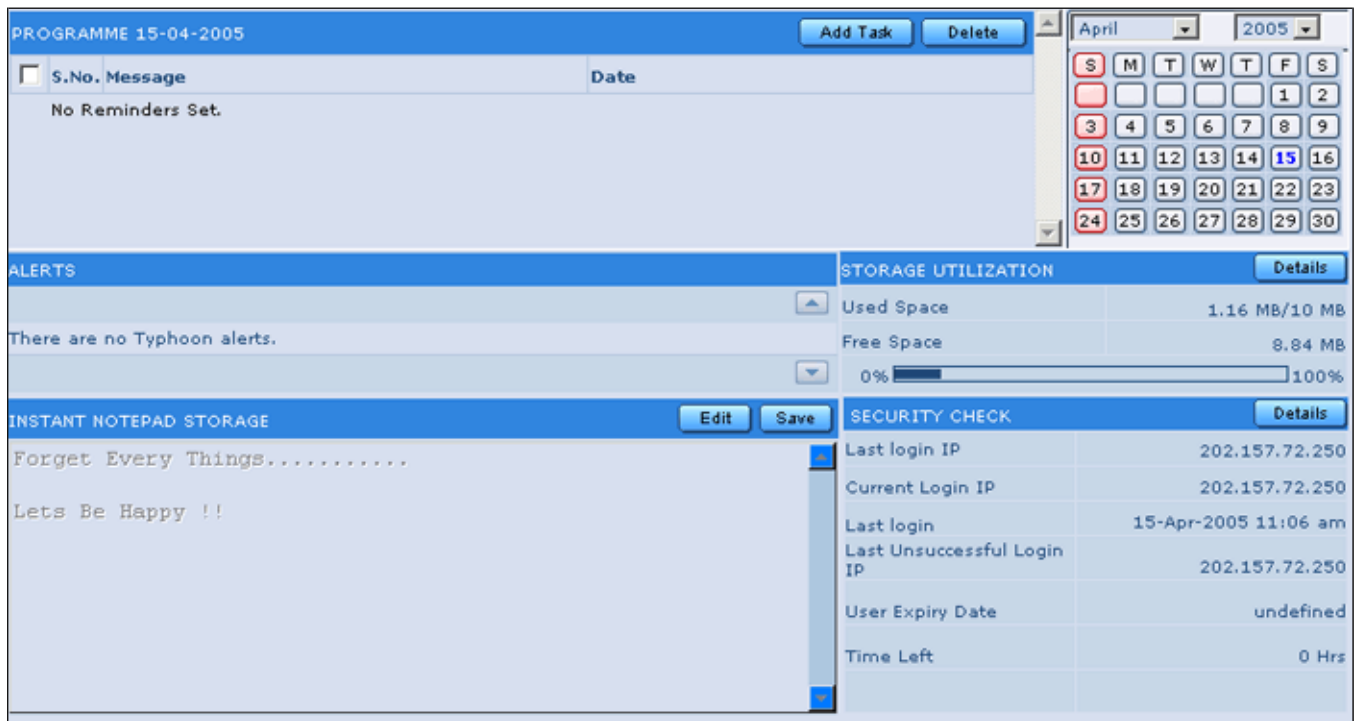 PROGRAMME 15-04-2005 Add Task Delete
S.No. Message Date
No Reminders Set.
April 2005
S M T W T F S
1 2
3 4 5 6 7 8 9
10 11 12 13 14 15 16
17 18 19 20 21 22 23
24 25 26 27 28 29 30
ALERTS
There are no Typhoon alerts.
STORAGE UTILIZATION Details
Used Space 1.16 MB/10 MB
Free Space 8.84 MB
0% 100%
INSTANT NOTEPAD STORAGE Edit Save
Forget Every Things...........
Lets Be Happy !!
SECURITY CHECK Details
Last login IP 202.157.72.250
Current Login IP 202.157.72.250
Last login 15-Apr-2005 11:06 am
Last Unsuccessful Login
IP 202.157.72.250
User Expiry Date undefined
Time Left 0 Hrs